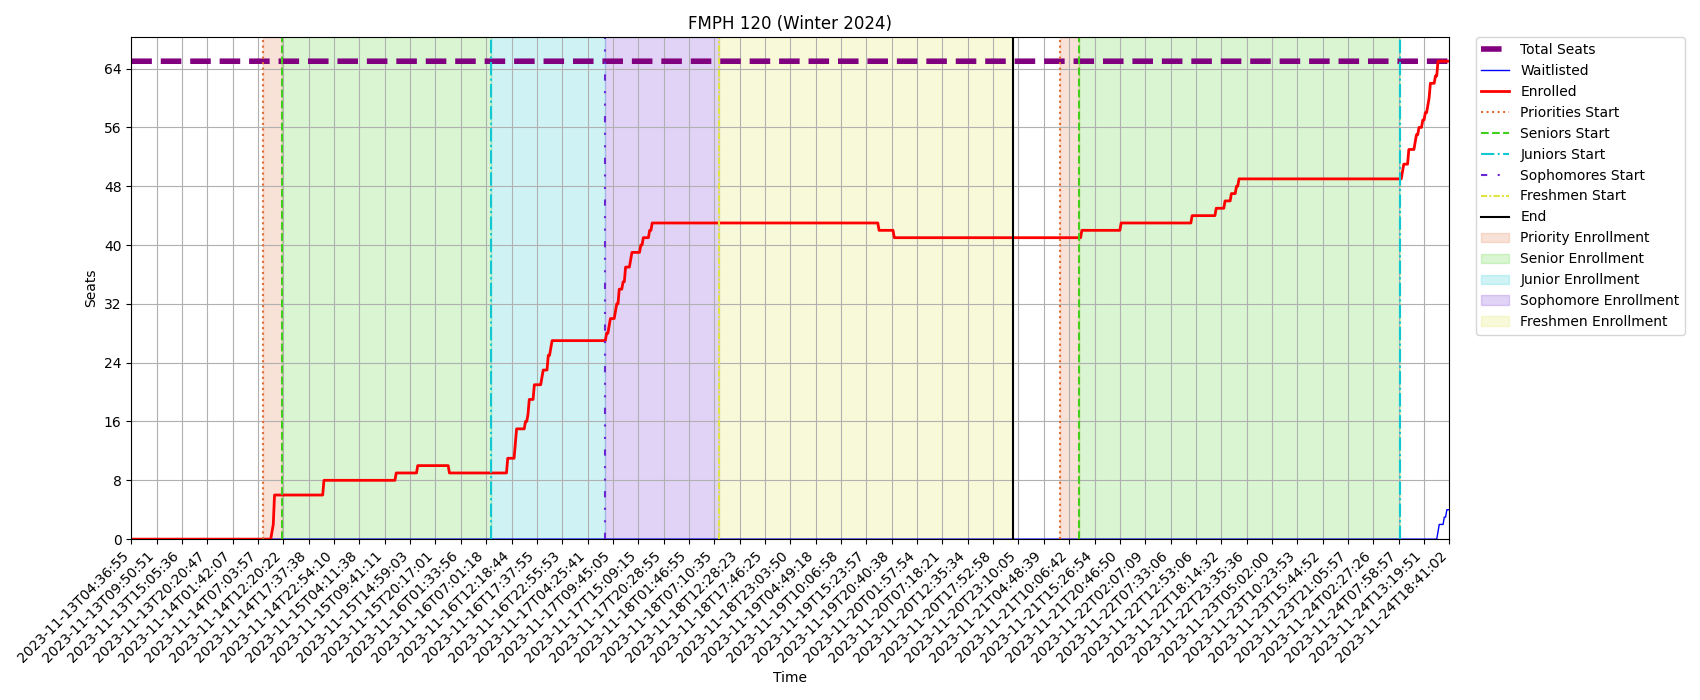 FMPH 120 (Winter 2024)
Total Seats
Waitlisted
Enrolled
Priorities Start
Seniors Start
Juniors Start
Sophomores Start
Freshmen Start
End
Priority Enrollment
Senior Enrollment
Junior Enrollment
Sophomore Enrollment
Freshmen Enrollment
Seats
64
56
48
40
32
24
16
8
0
2023-11-13T04:36:55
2023-11-13T09:50:51
2023-11-13T15:05:36
2023-11-13T20:20:47
2023-11-14T01:42:07
2023-11-14T07:03:57
2023-11-14T12:20:22
2023-11-14T17:37:38
2023-11-14T22:54:10
2023-11-15T04:11:38
2023-11-15T09:41:11
2023-11-15T14:59:03
2023-11-15T20:17:01
2023-11-16T01:33:56
2023-11-16T07:01:18
2023-11-16T12:18:44
2023-11-16T17:37:55
2023-11-16T22:55:53
2023-11-17T04:25:41
2023-11-17T09:45:05
2023-11-17T15:09:15
2023-11-17T20:28:55
2023-11-18T01:46:55
2023-11-18T07:10:35
2023-11-18T12:28:23
2023-11-18T17:46:25
2023-11-18T23:03:50
2023-11-19T04:49:18
2023-11-19T10:06:58
2023-11-19T15:23:57
2023-11-19T20:40:38
2023-11-20T01:57:54
2023-11-20T07:18:21
2023-11-20T12:35:34
2023-11-20T17:52:58
2023-11-20T23:10:05
2023-11-21T04:48:39
2023-11-21T10:06:42
2023-11-21T15:26:54
2023-11-21T20:46:50
2023-11-22T02:07:09
2023-11-22T07:33:06
2023-11-22T12:53:06
2023-11-22T18:14:32
2023-11-22T23:35:36
2023-11-23T05:02:00
2023-11-23T10:23:53
2023-11-23T15:44:52
2023-11-23T21:05:57
2023-11-24T02:27:26
2023-11-24T07:58:57
2023-11-24T13:19:51
2023-11-24T18:41:02
Time